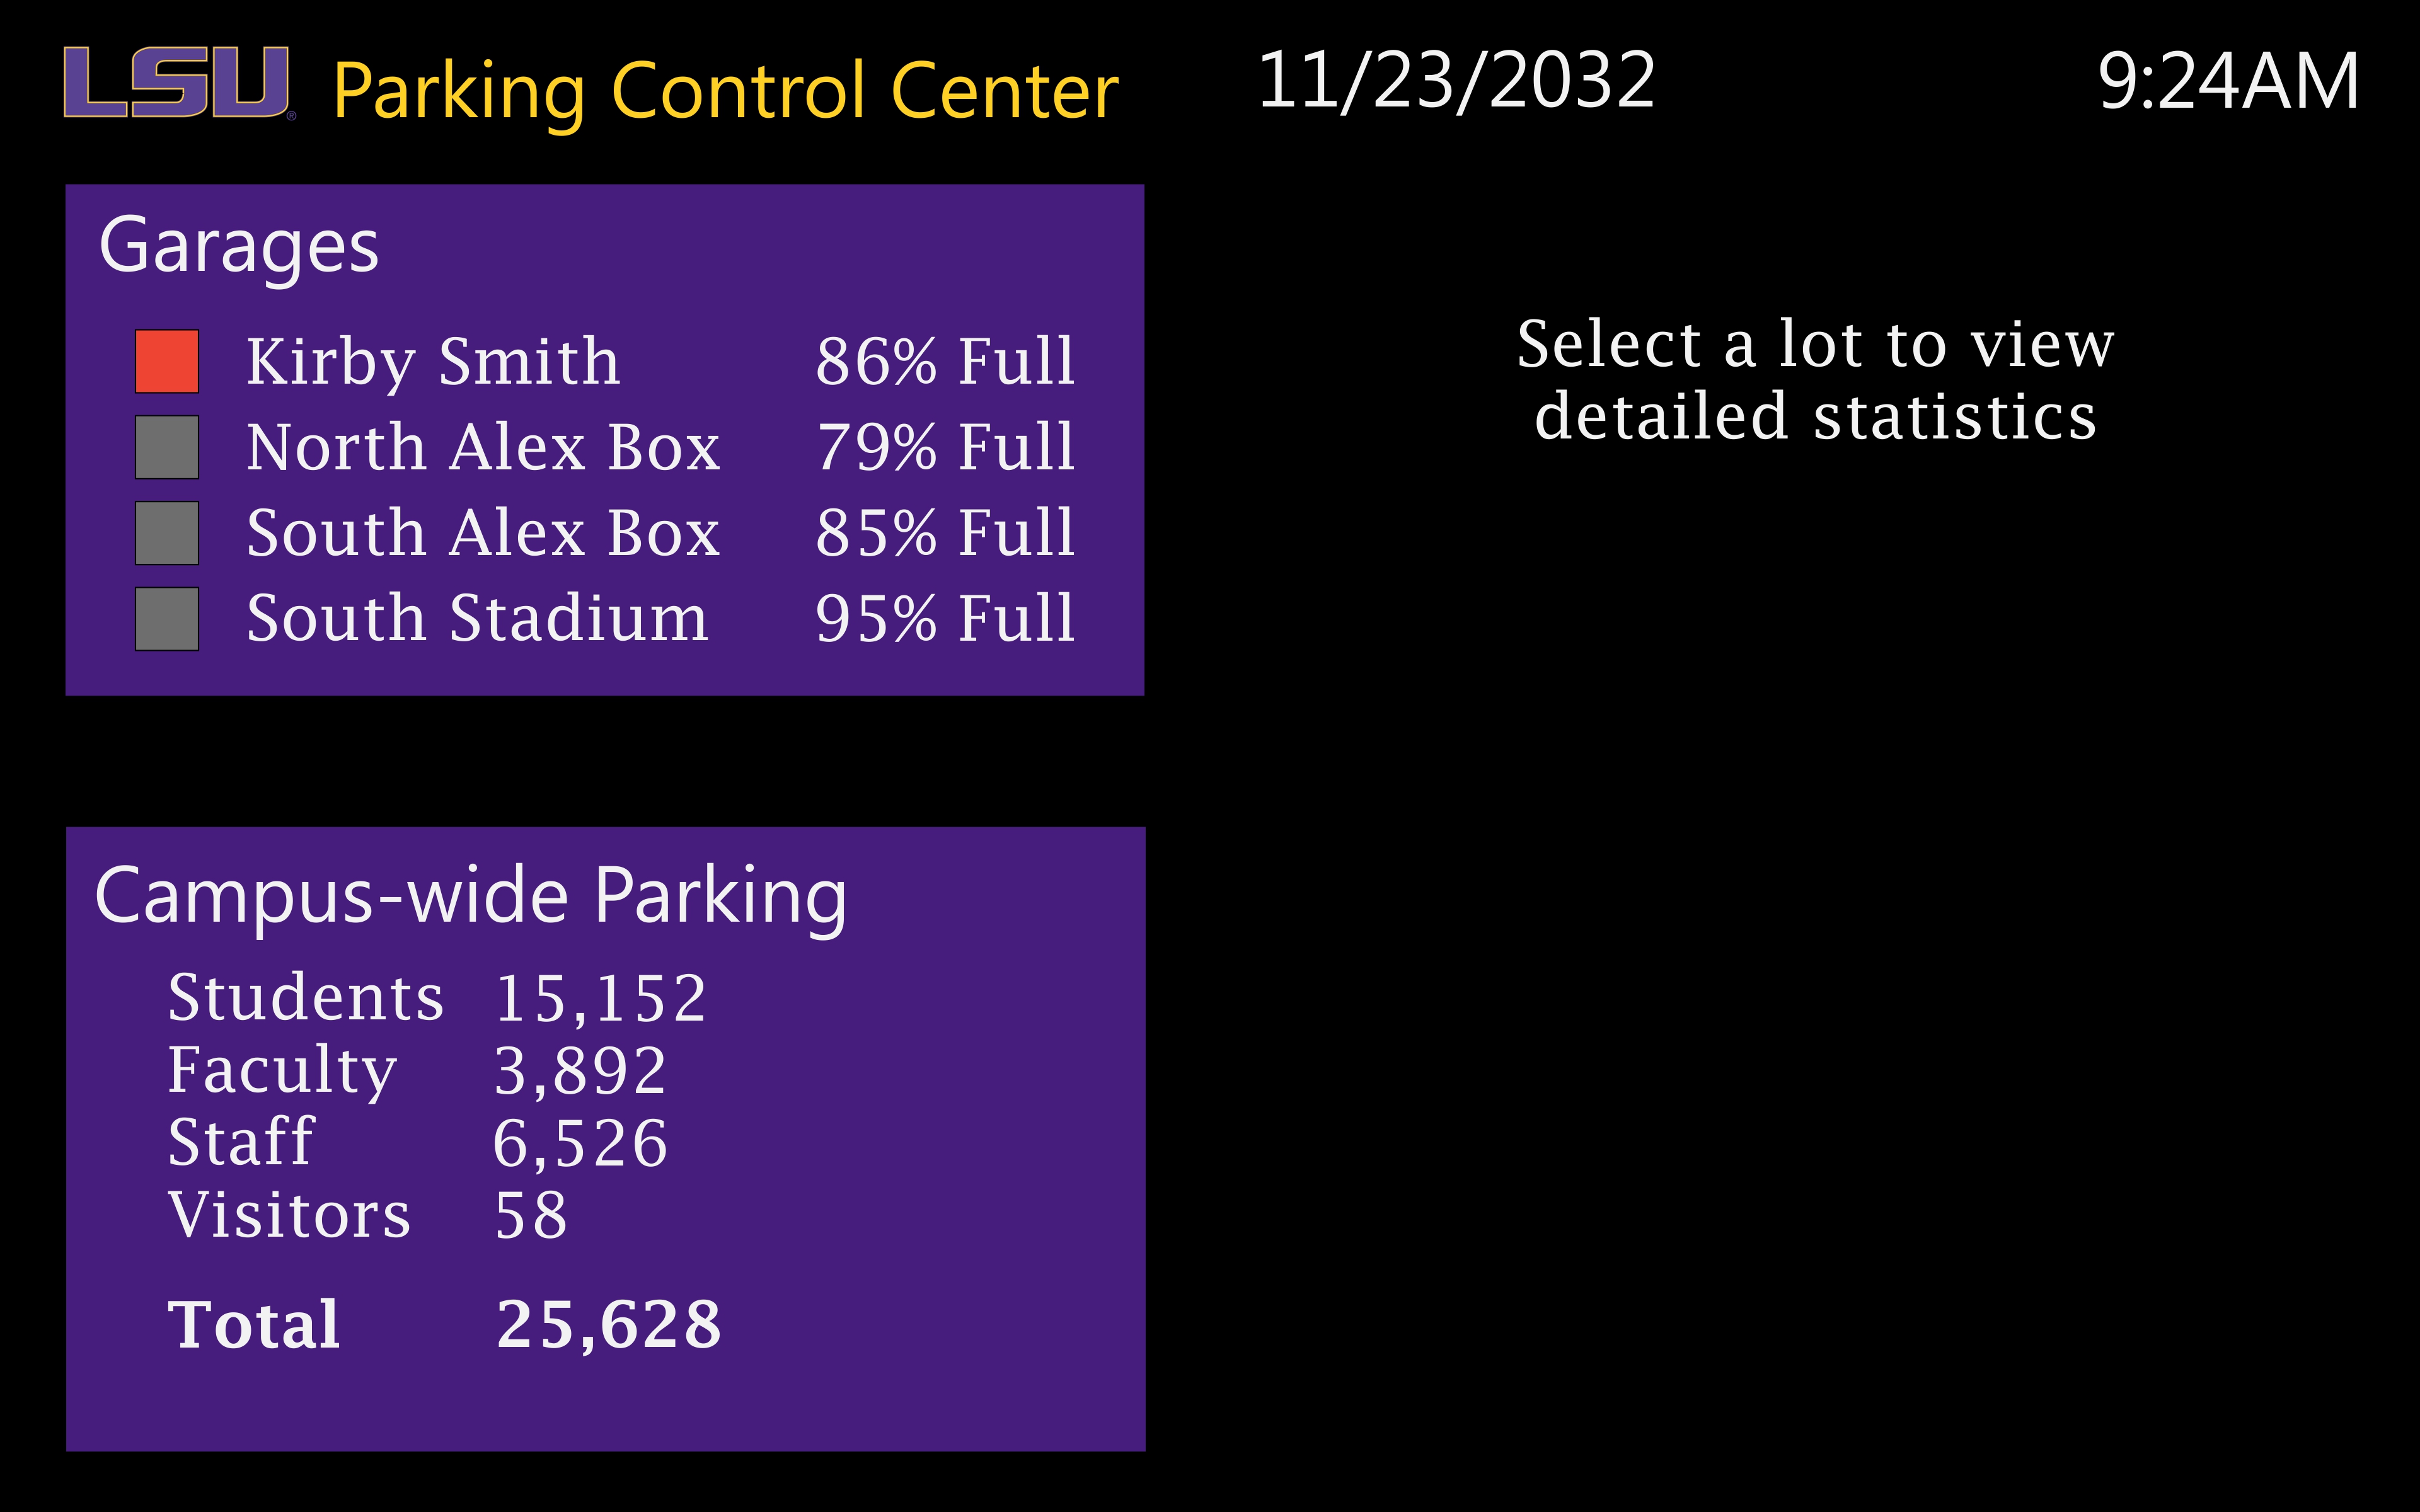 LSU® Parking Control Center 11/23/2032 9:24AM
Garages
Kirby Smith 86% Full
North Alex Box 79% Full
South Alex Box 85% Full
South Stadium 95% Full
Select a lot to view
detailed statistics
Campus-wide Parking
Students 15,152
Faculty 3,892
Staff 6,526
Visitors 58
Total 25,628